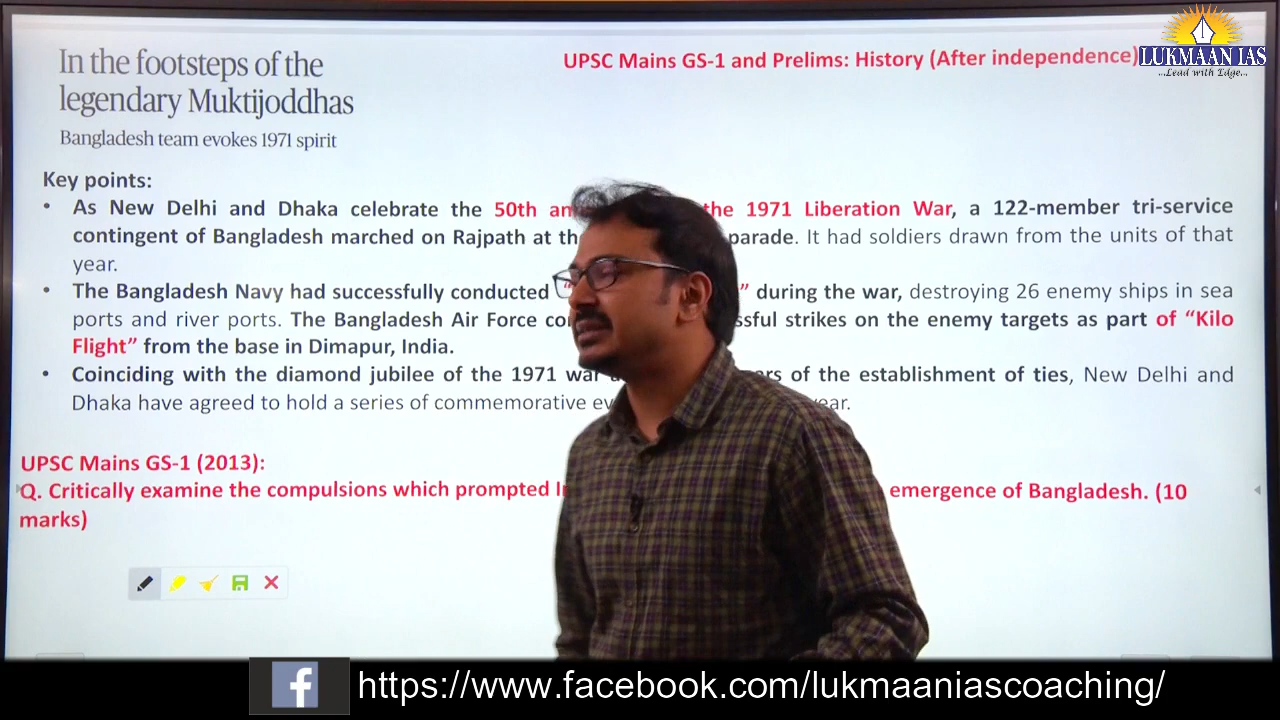 In the footsteps of the
legendary Muktijoddhas
Bangladesh team evokes 1971 spirit
UPSC Mains GS-1 and Prelims: History (After independence)
LUKMAAN IAS
...Lead with Edge...
Key points:
• As New Delhi and Dhaka celebrate the 50th an the 1971 Liberation War, a 122-member tri-service
contingent of Bangladesh marched on Rajpath at th parade. It had soldiers drawn from the units of that
year.
• The Bangladesh Navy had successfully conducted “ ” during the war, destroying 26 enemy ships in sea
ports and river ports. The Bangladesh Air Force co ssful strikes on the enemy targets as part of “Kilo
Flight” from the base in Dimapur, India.
• Coinciding with the diamond jubilee of the 1971 war rs of the establishment of ties, New Delhi and
Dhaka have agreed to hold a series of commemorative ev ear.
UPSC Mains GS-1 (2013):
Q. Critically examine the compulsions which prompted In emergence of Bangladesh. (10
marks)
f https://www.facebook.com/lukmaaniascoaching/